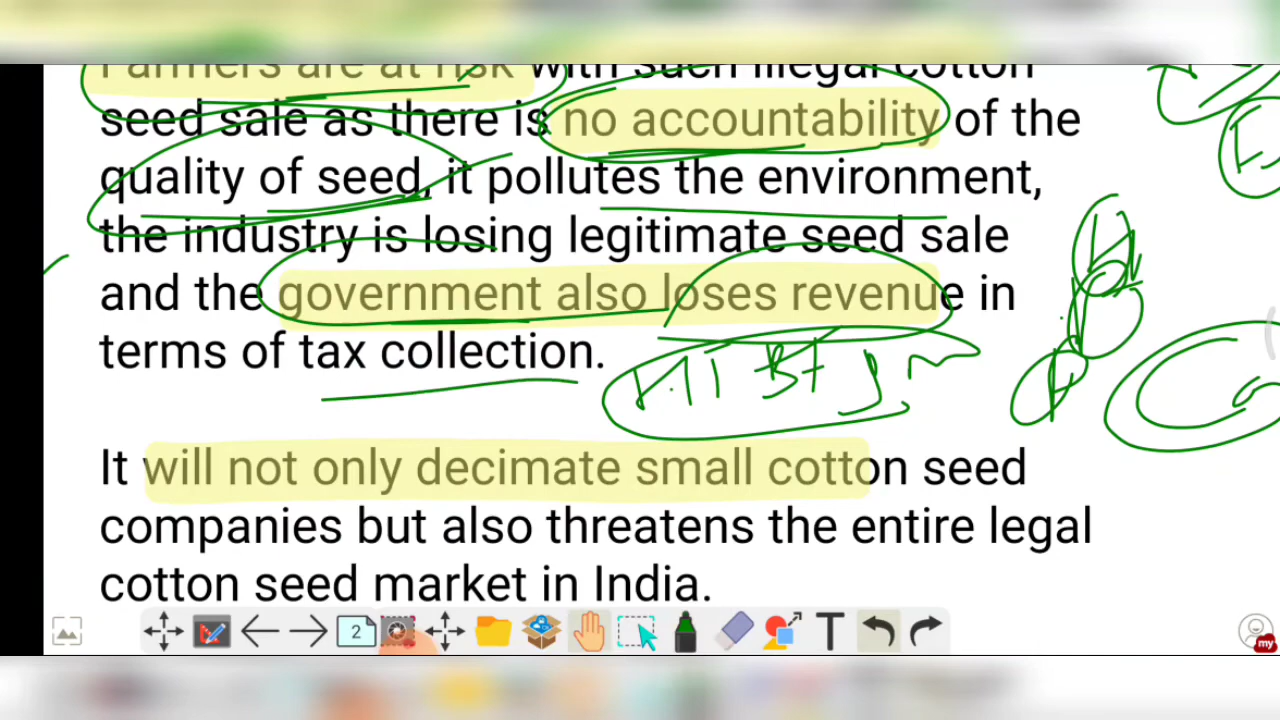 Farmers are at risk with such illegal cotton
seed sale as there is no accountability of the
quality of seed, it pollutes the environment,
the industry is losing legitimate seed sale
and the government also loses revenue in
terms of tax collection.
It will not only decimate small cotton seed
companies but also threatens the entire legal
cotton seed market in India.
2
T
my